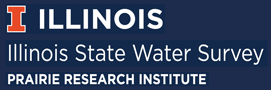 I ILLINOIS
Illinois State Water Survey
PRAIRIE RESEARCH INSTITUTE